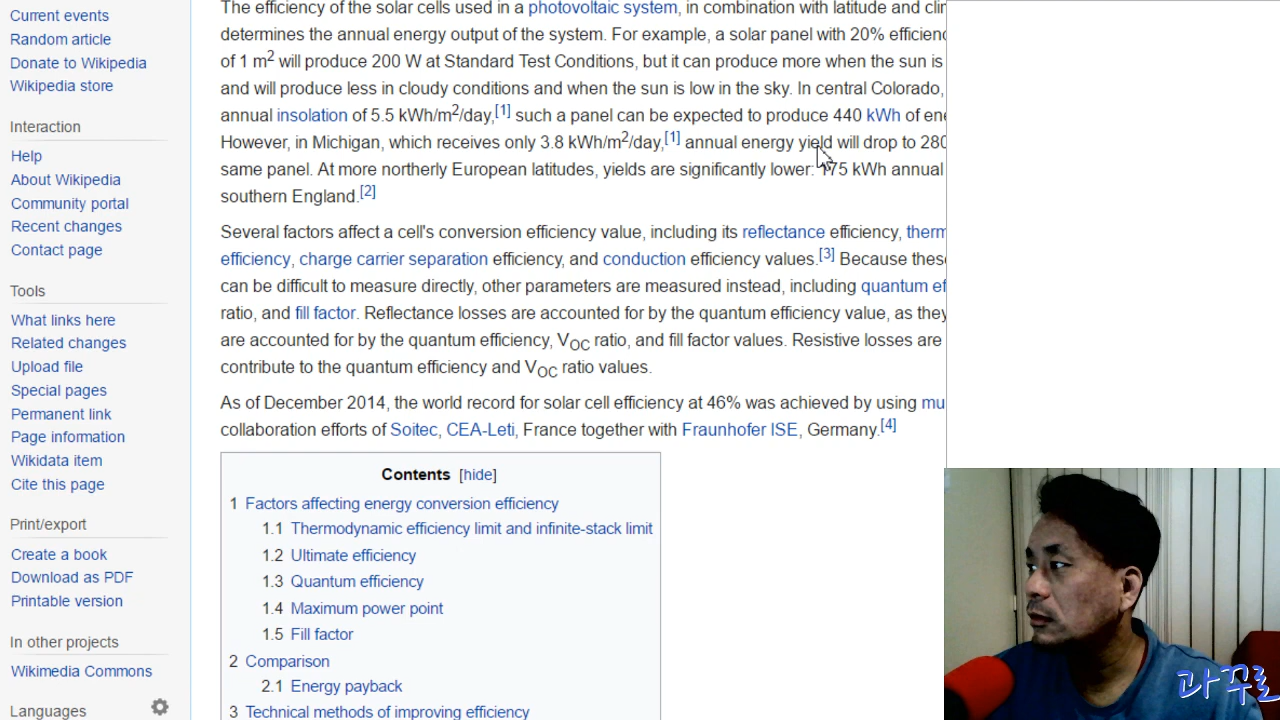 Current events
Random article
Donate to Wikipedia
Wikipedia store
Interaction
Help
About Wikipedia
Community portal
Recent changes
Contact page
Tools
What links here
Related changes
Upload file
Special pages
Permanent link
Page information
Wikidata item
Cite this page
Print/export
Create a book
Download as PDF
Printable version
In other projects
Wikimedia Commons
Languages
The efficiency of the solar cells used in a photovoltaic system, in combination with latitude and
determines the annual energy output of the system. For example, a solar panel with 20%
of 1 m2 will produce 200 W at Standard Test Conditions, but it can produce more when the sun is
and will produce less in cloudy conditions and when the sun is low in the sky. In central Colorado,
annual insolation of 5.5 kWh/m2/day,[1] such a panel can be expected to produce 440 kWh of
However, in Michigan, which receives only 3.8 kWh/m2/day,[1] annual energy yield will drop to
same panel. At more northerly European latitudes, yields are significantly lower: 175 kWh annual
southern England.[2]
Several factors affect a cell's conversion efficiency value, including its reflectance efficiency,
efficiency, charge carrier separation efficiency, and conduction efficiency values.[3] Because
can be difficult to measure directly, other parameters are measured instead, including quantum
ratio, and fill factor. Reflectance losses are accounted for by the quantum efficiency value, as they
are accounted for by the quantum efficiency, VOC ratio, and fill factor values. Resistive losses are
contribute to the quantum efficiency and VOC ratio values.
As of December 2014, the world record for solar cell efficiency at 46% was achieved by using
collaboration efforts of Soitec, CEA-Leti, France together with Fraunhofer ISE, Germany.[4]
Contents [hide]
1 Factors affecting energy conversion efficiency
1.1 Thermodynamic efficiency limit and infinite-stack limit
1.2 Ultimate efficiency
1.3 Quantum efficiency
1.4 Maximum power point
1.5 Fill factor
2 Comparison
2.1 Energy payback
3 Technical methods of improving efficiency
과꾸로